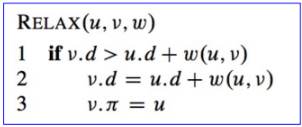 RELAX(u, v, w)
1 if v.d > u.d + w(u, v)
2 v.d = u.d + w(u, v)
3 v.π = u